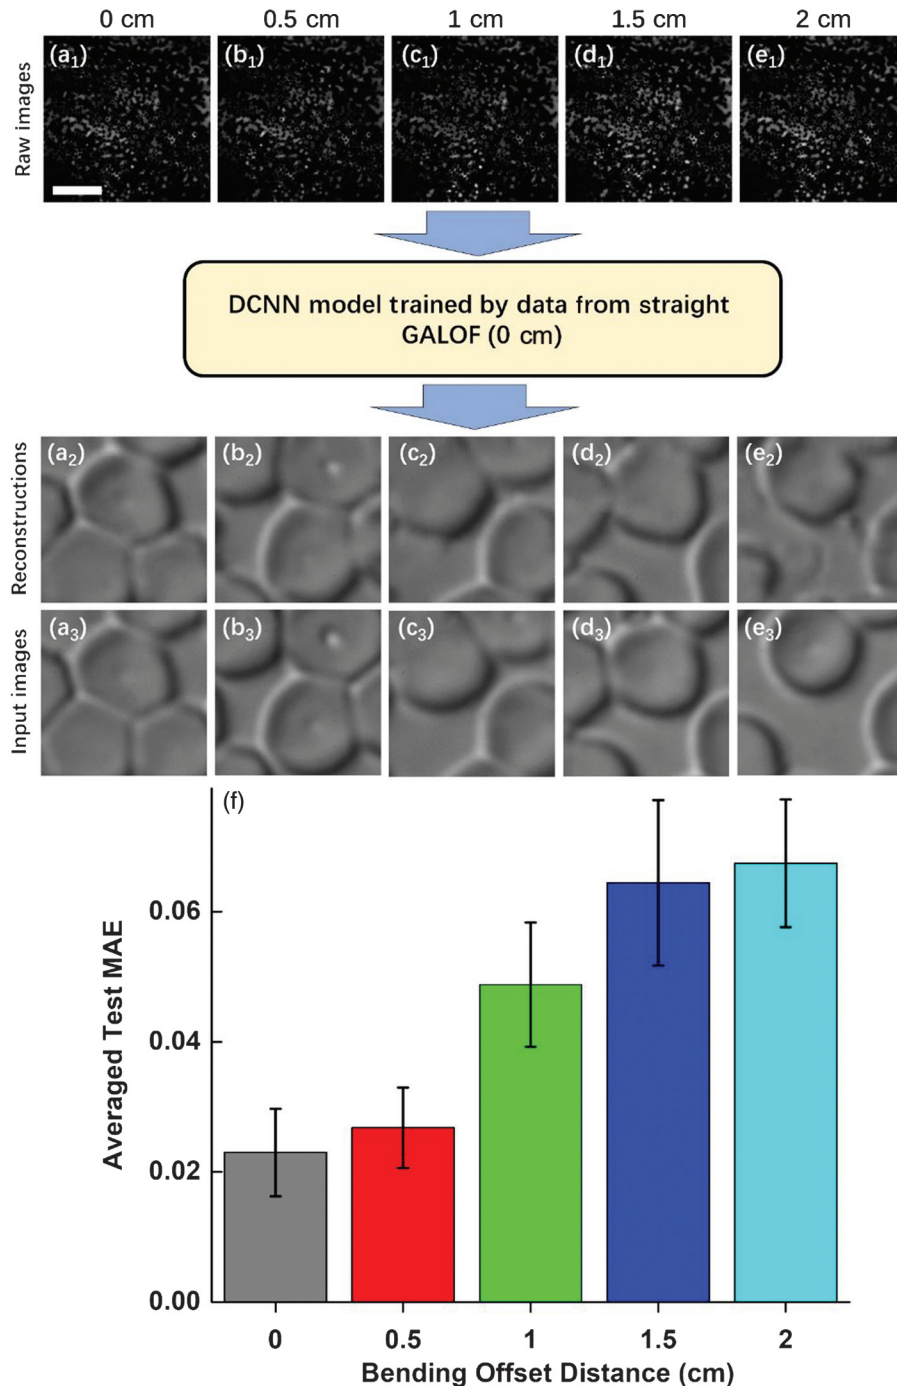 0 cm 0.5 cm 1 cm 1.5 cm 2 cm
Raw images
(a1) (b1) (c1) (d1) (e1)
DCNN model trained by data from straight
GALOF (0 cm)
Reconstructions
(a2) (b2) (c2) (d2) (e2)
Input images
(a3) (b3) (c3) (d3) (e3)
(f)
Averaged Test MAE
0.06
0.04
0.02
0.00
0 0.5 1 1.5 2
Bending Offset Distance (cm)